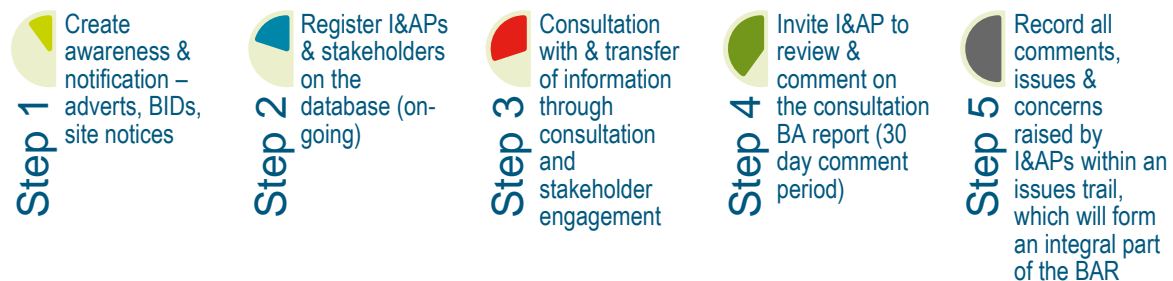 Step 1
Create
awareness &
notification –
adverts, BIDs,
site notices
Step 2
Register I&APs
& stakeholders
on the
database (on-
going)
Step 3
Consultation
with & transfer
of information
through
consultation
and
stakeholder
engagement
Step 4
Invite I&AP to
review &
comment on
the consultation
BA report (30
day comment
period)
Step 5
Record all
comments,
issues &
concerns
raised by
I&APs within an
issues trail,
which will form
an integral part
of the BAR